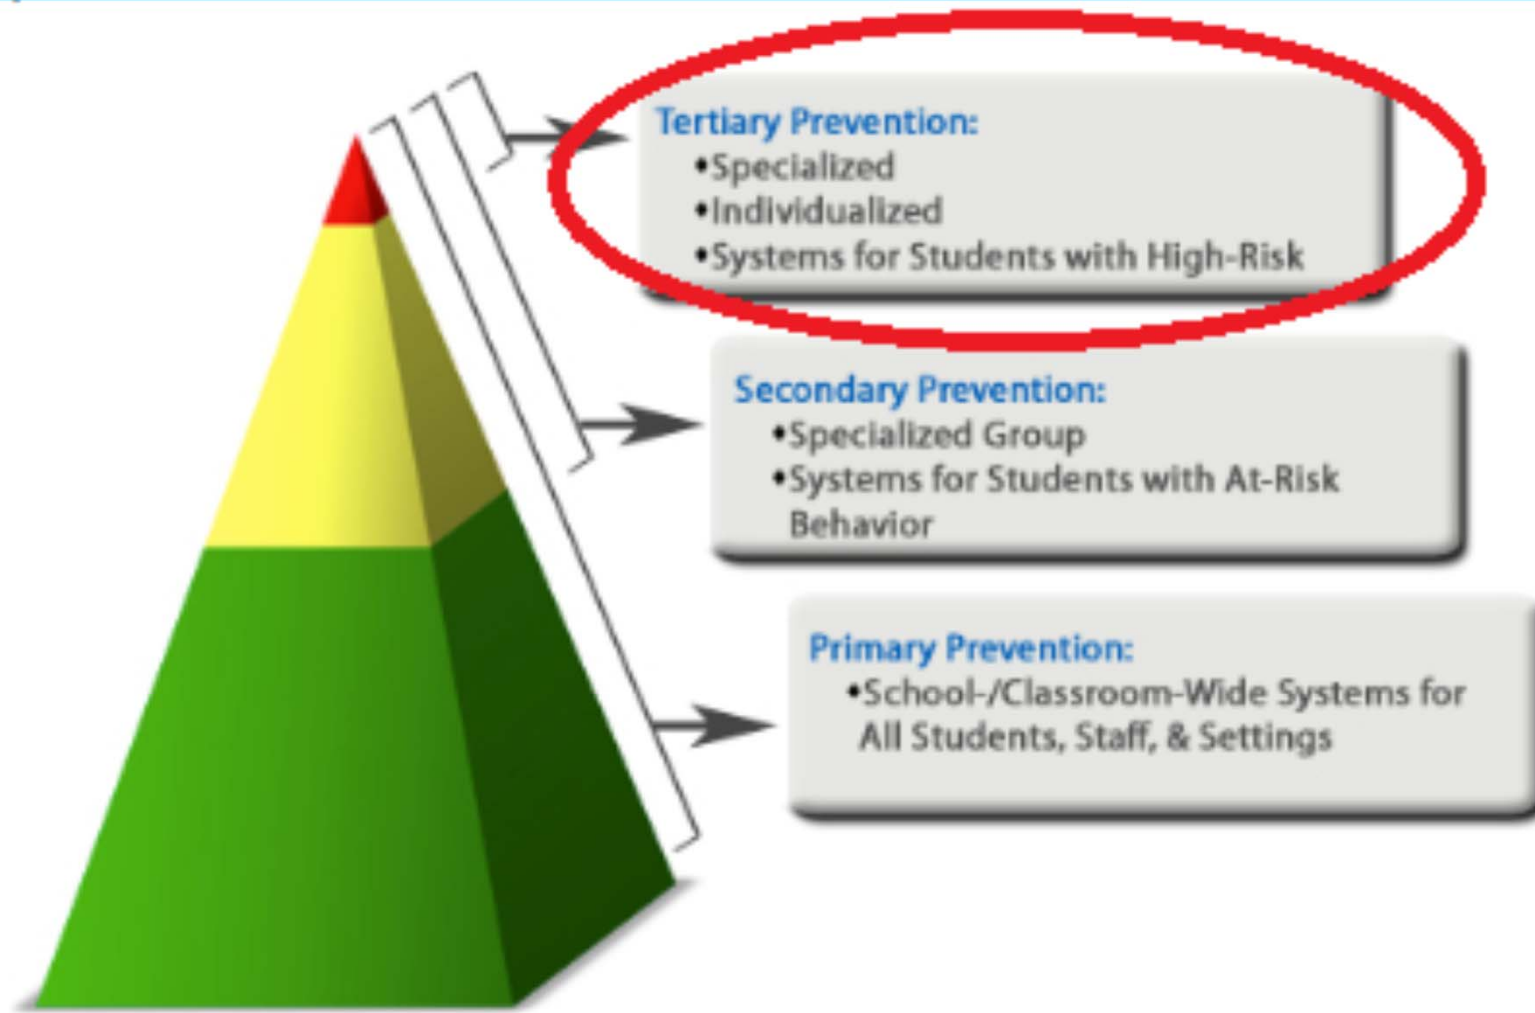 Tertiary Prevention:
•Specialized
•Individualized
•Systems for Students with High-Risk
Secondary Prevention:
•Specialized Group
•Systems for Students with At-Risk
Behavior
Primary Prevention:
•School-/Classroom-Wide Systems for
All Students, Staff, & Settings